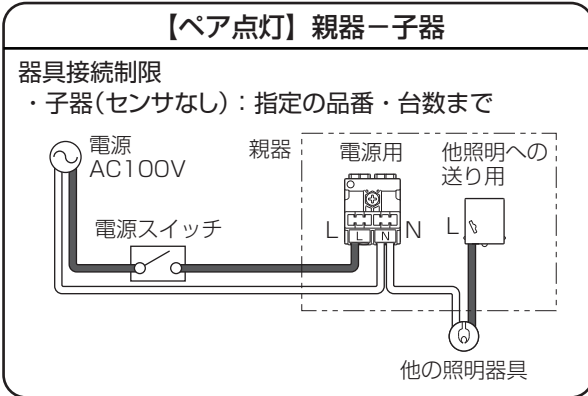 【ペア点灯】親器－子器
器具接続制限
・子器（センサなし）：指定の品番・台数まで
電源
AC100V
親器
電源用
他照明への
送り用
電源スイッチ
L
L
N
N
L
他の照明器具